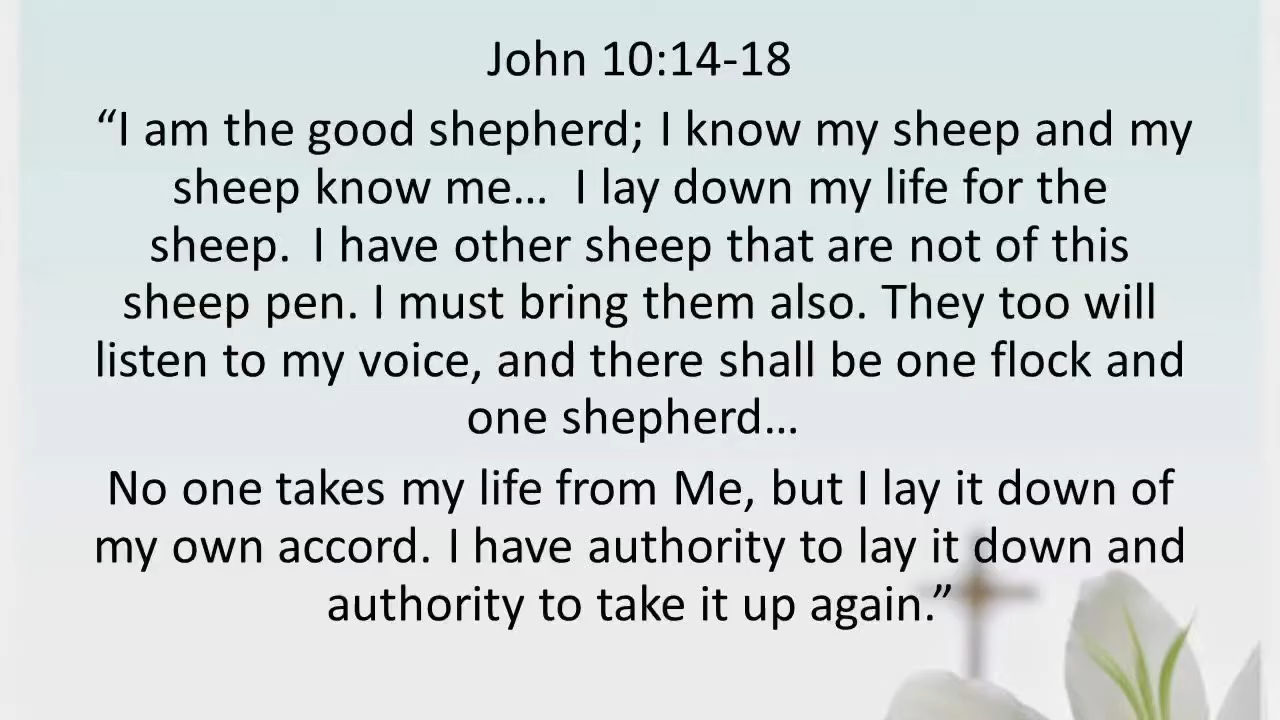 John 10:14-18
“I am the good shepherd; I know my sheep and my
sheep know me…  I lay down my life for the
sheep.  I have other sheep that are not of this
sheep pen. I must bring them also. They too will
listen to my voice, and there shall be one flock and
one shepherd…
No one takes my life from Me, but I lay it down of
my own accord. I have authority to lay it down and
authority to take it up again.”